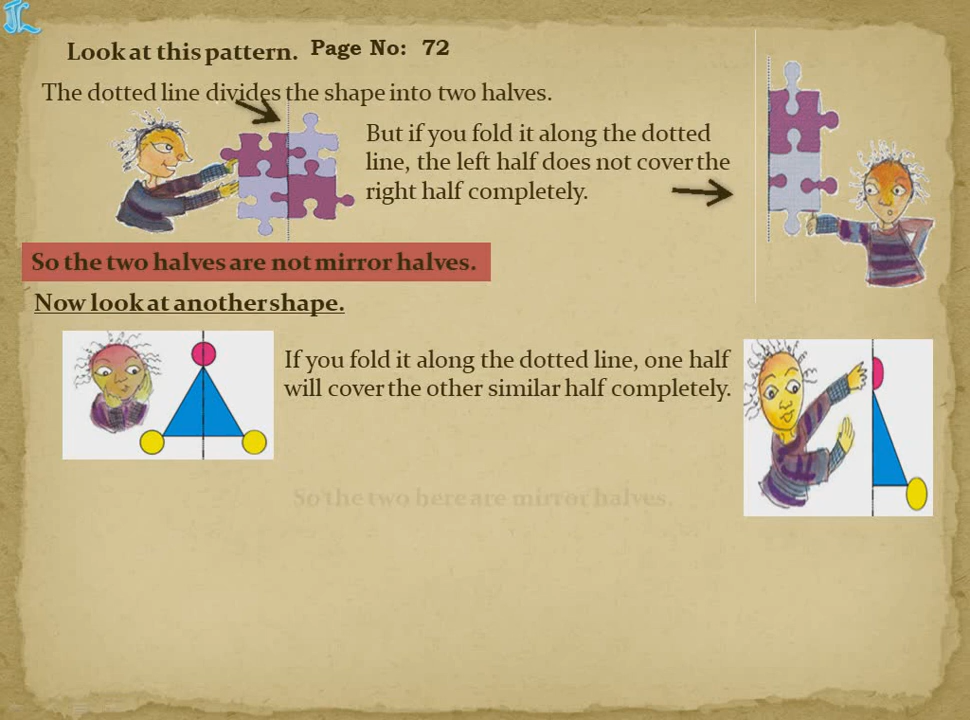 JL
Look at this pattern. Page No: 72
The dotted line divides the shape into two halves.
But if you fold it along the dotted
line, the left half does not cover the
right half completely.
So the two halves are not mirror halves.
Now look at another shape.
If you fold it along the dotted line, one half
will cover the other similar half completely.
So the two here are mirror halves.